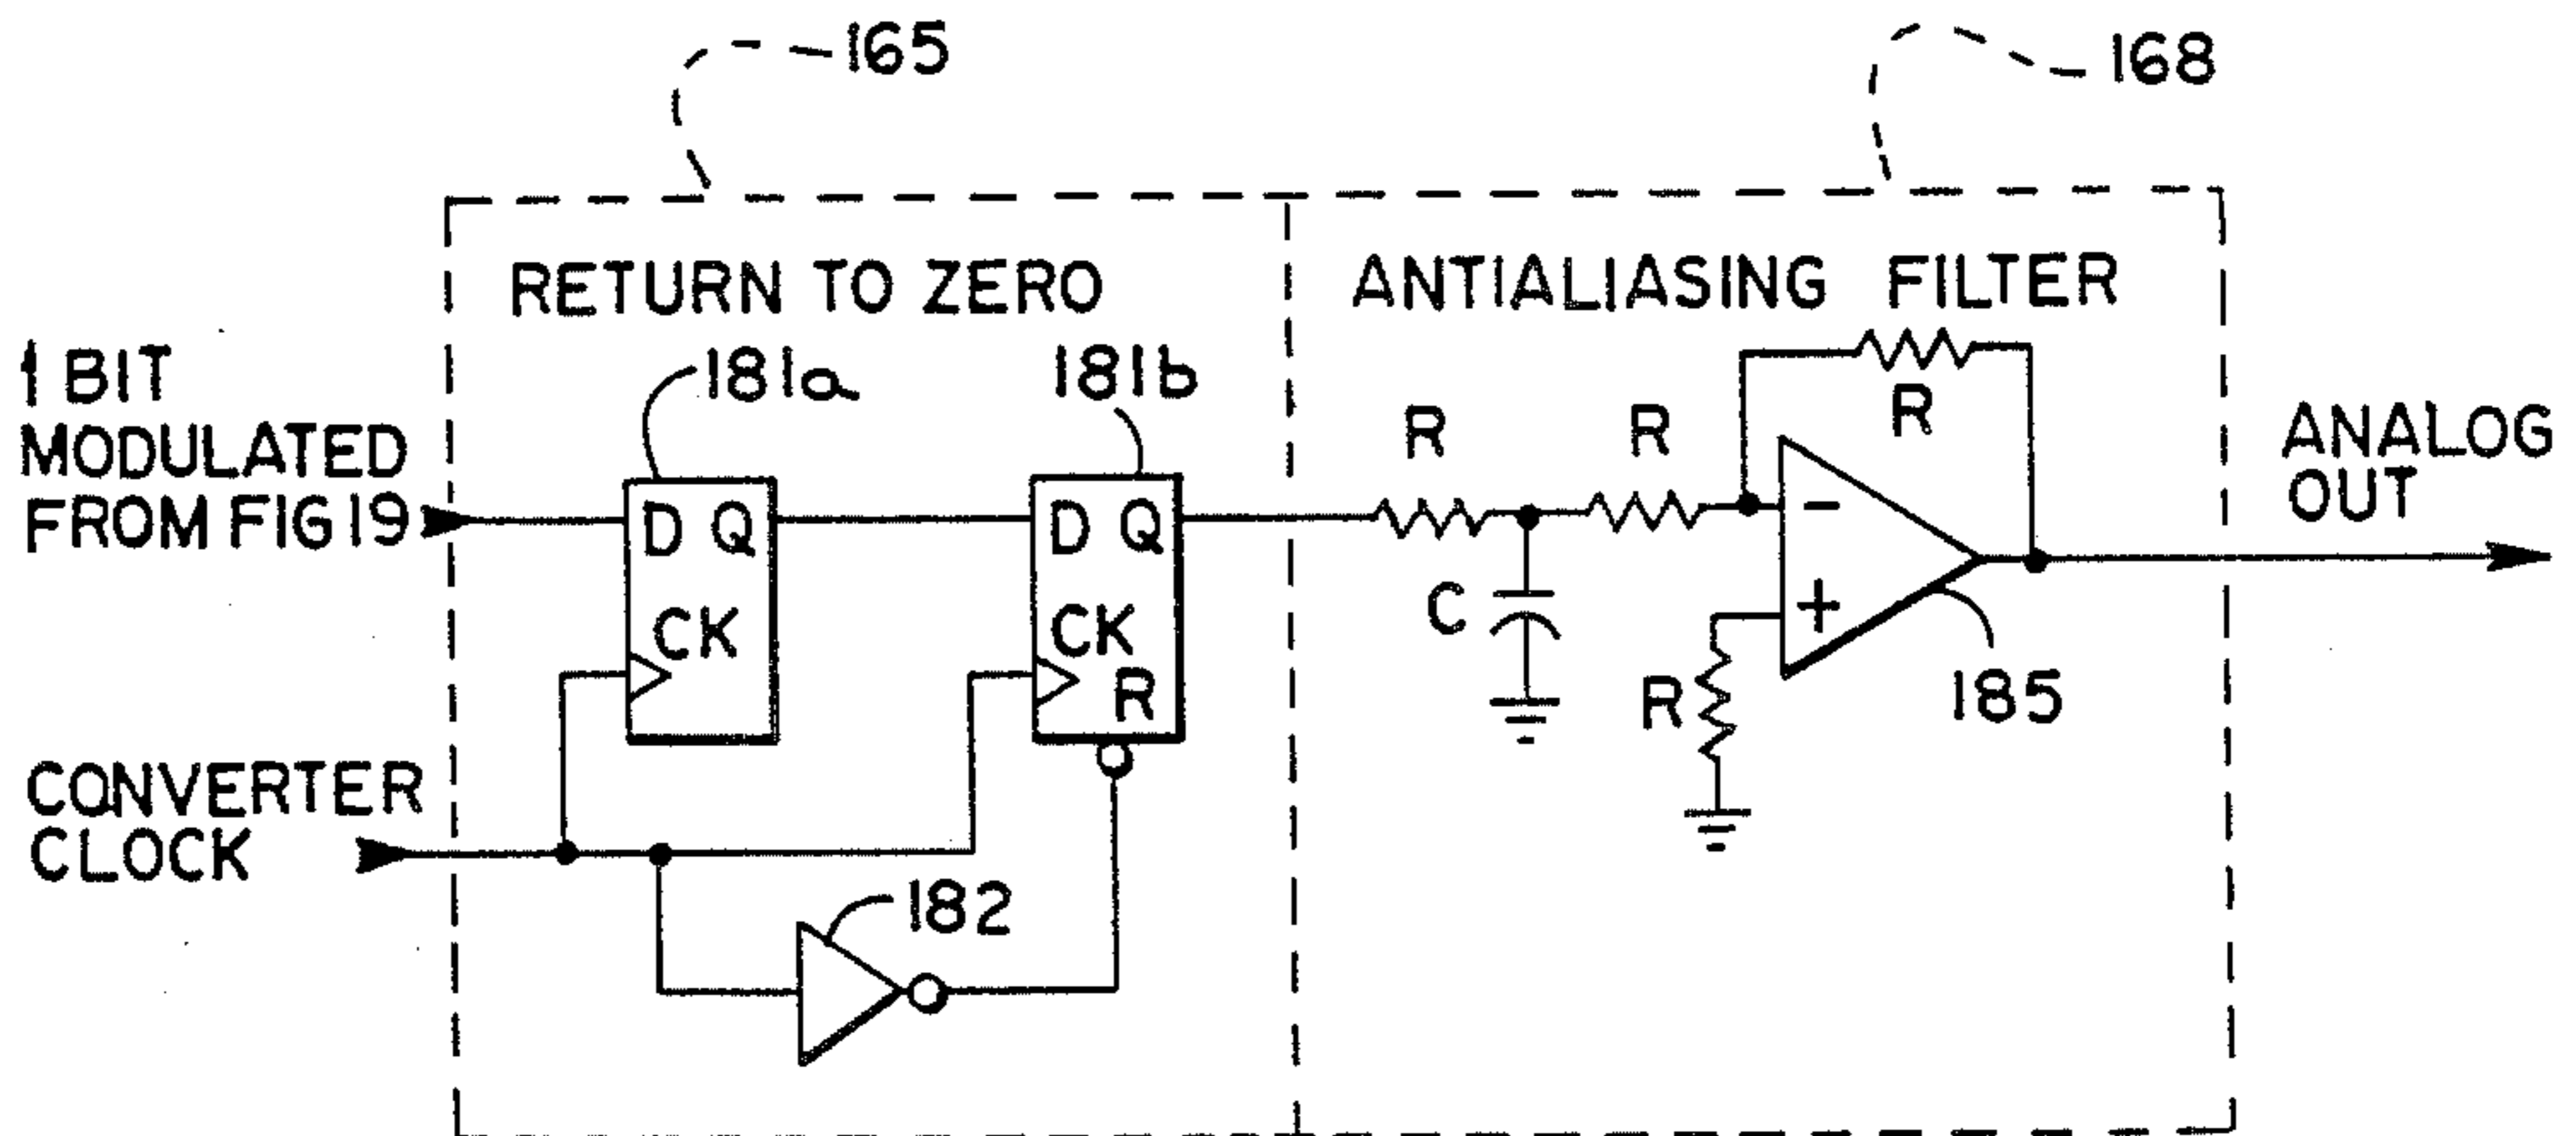 165
168
RETURN TO ZERO
ANTIALIASING FILTER
1 BIT
MODULATED
FROM FIG 19
181a
181b
D Q
CK
D Q
CK
R
R
R
R
C
R
-
+
185
ANALOG
OUT
CONVERTER
CLOCK
182